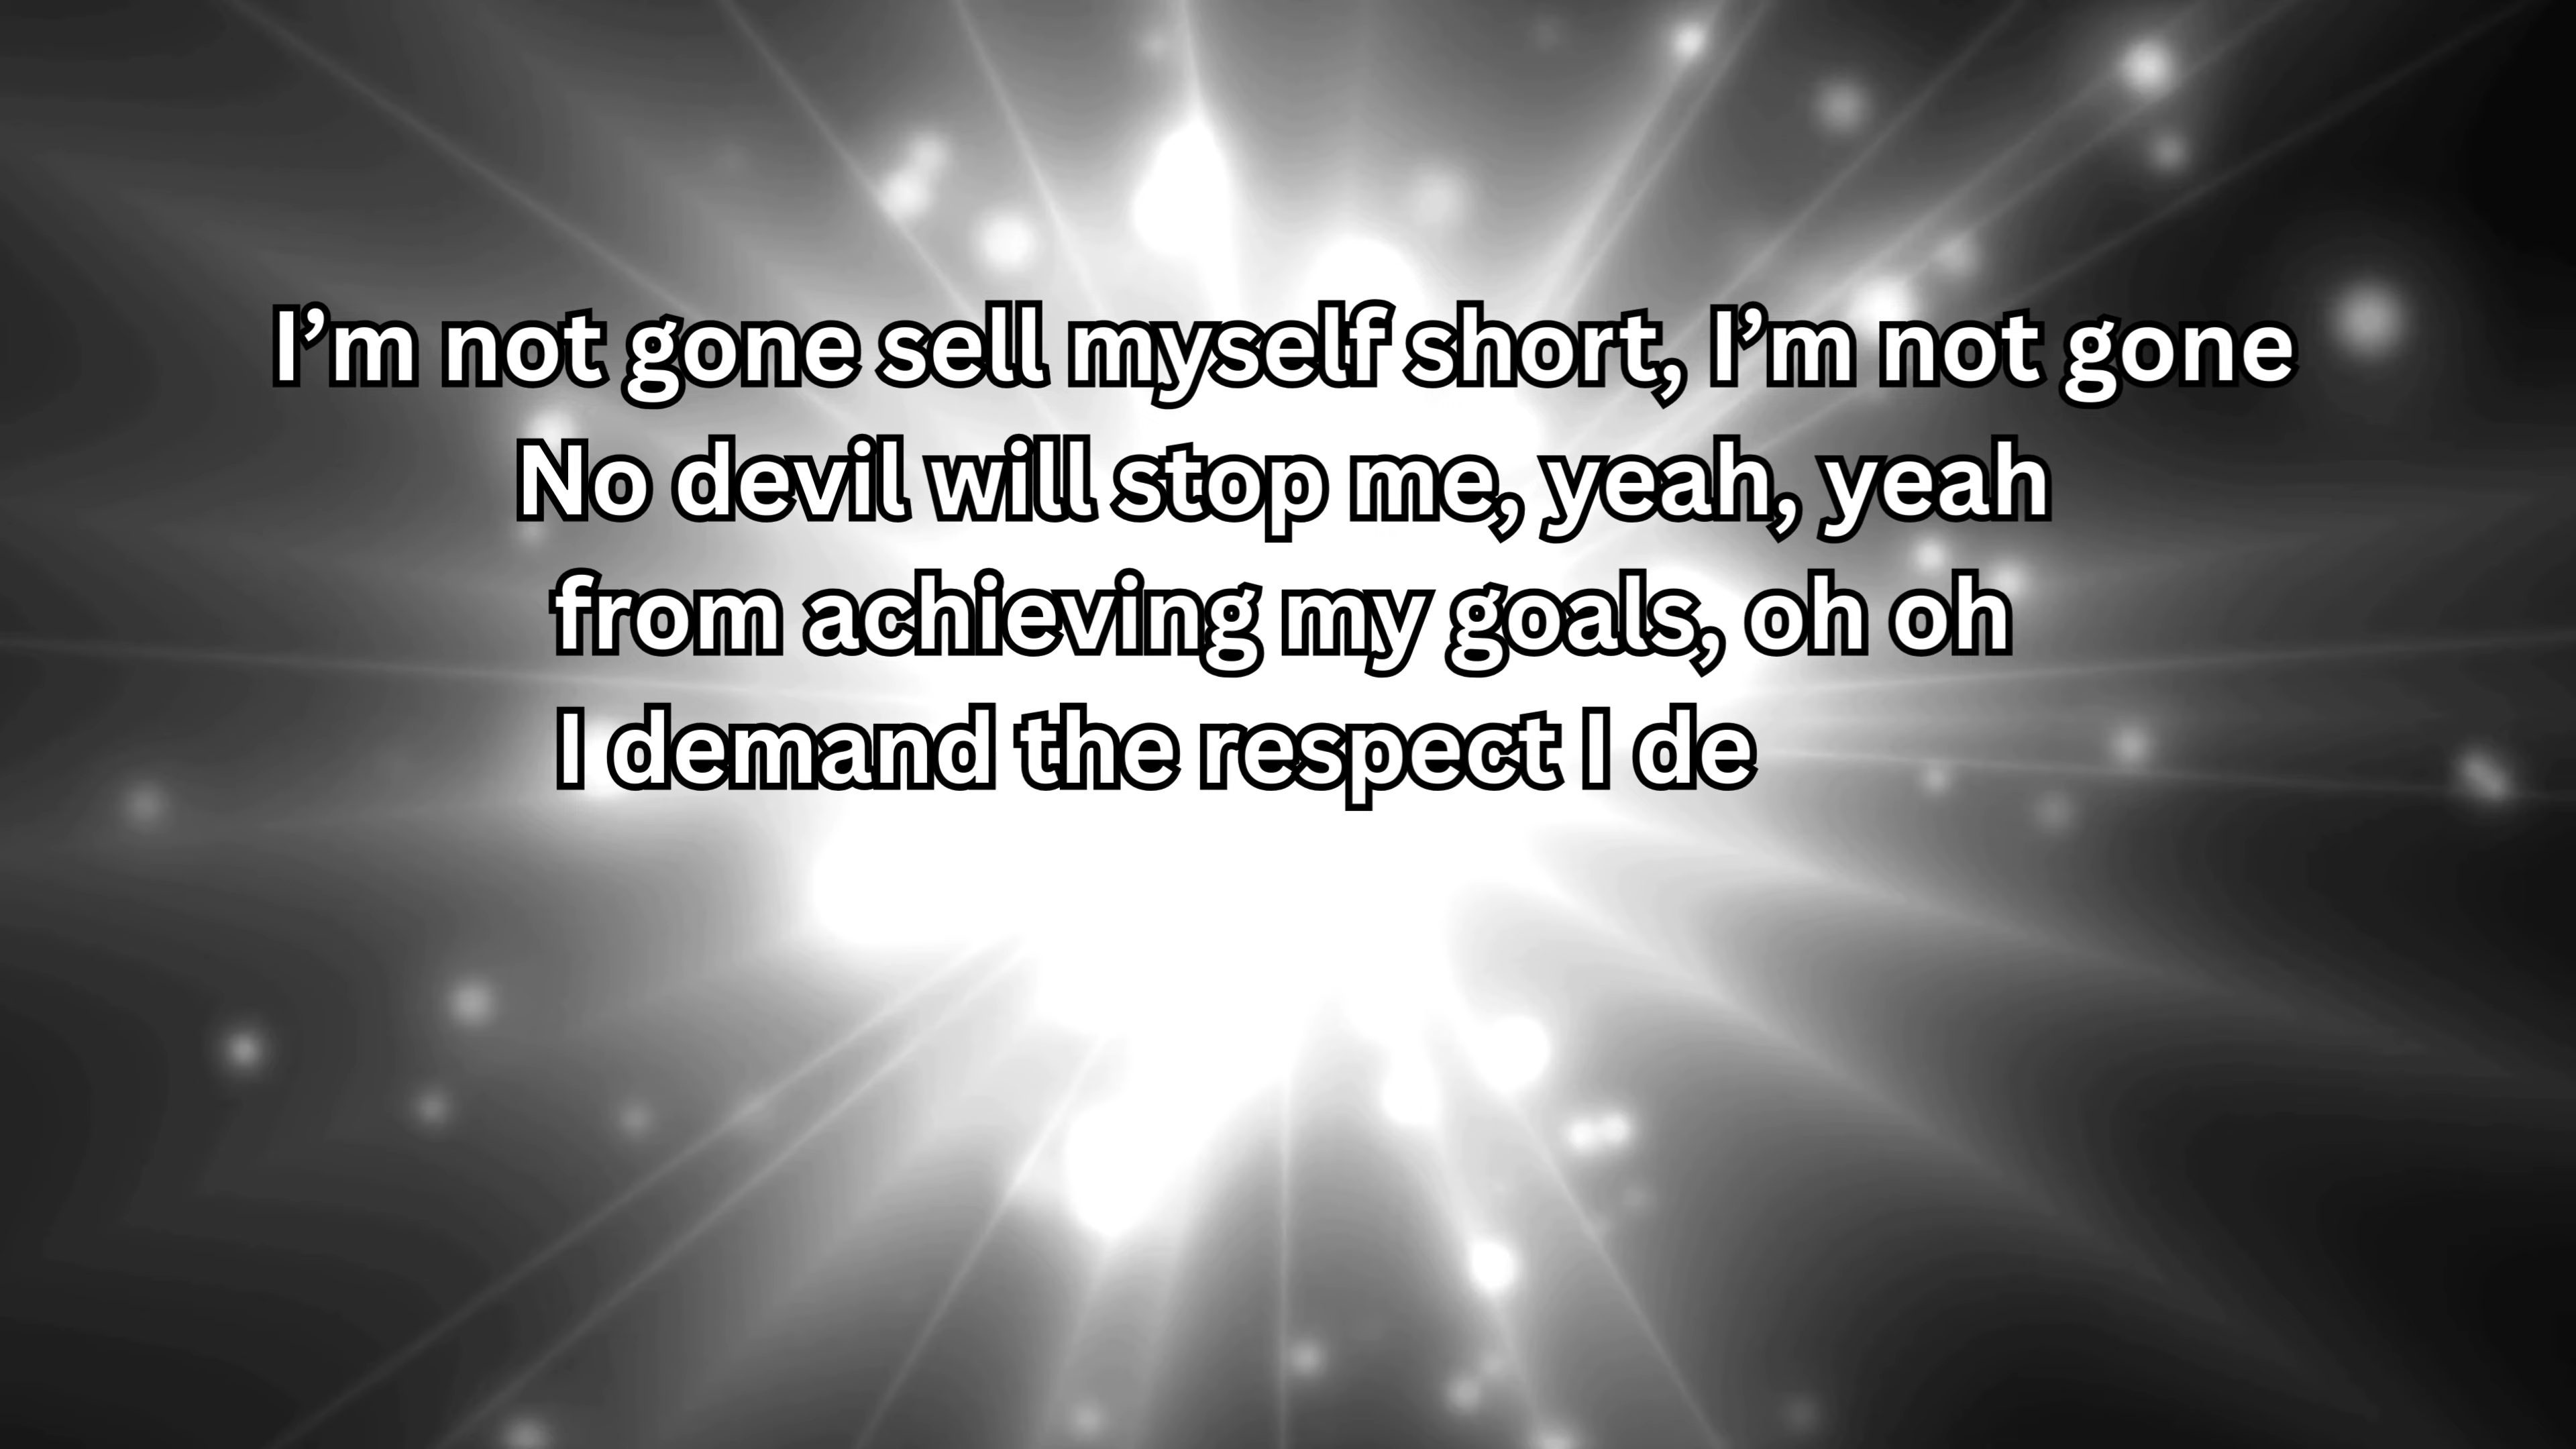 I’m not gone sell myself short, I’m not gone
No devil will stop me, yeah, yeah
from achieving my goals, oh oh
I demand the respect I de